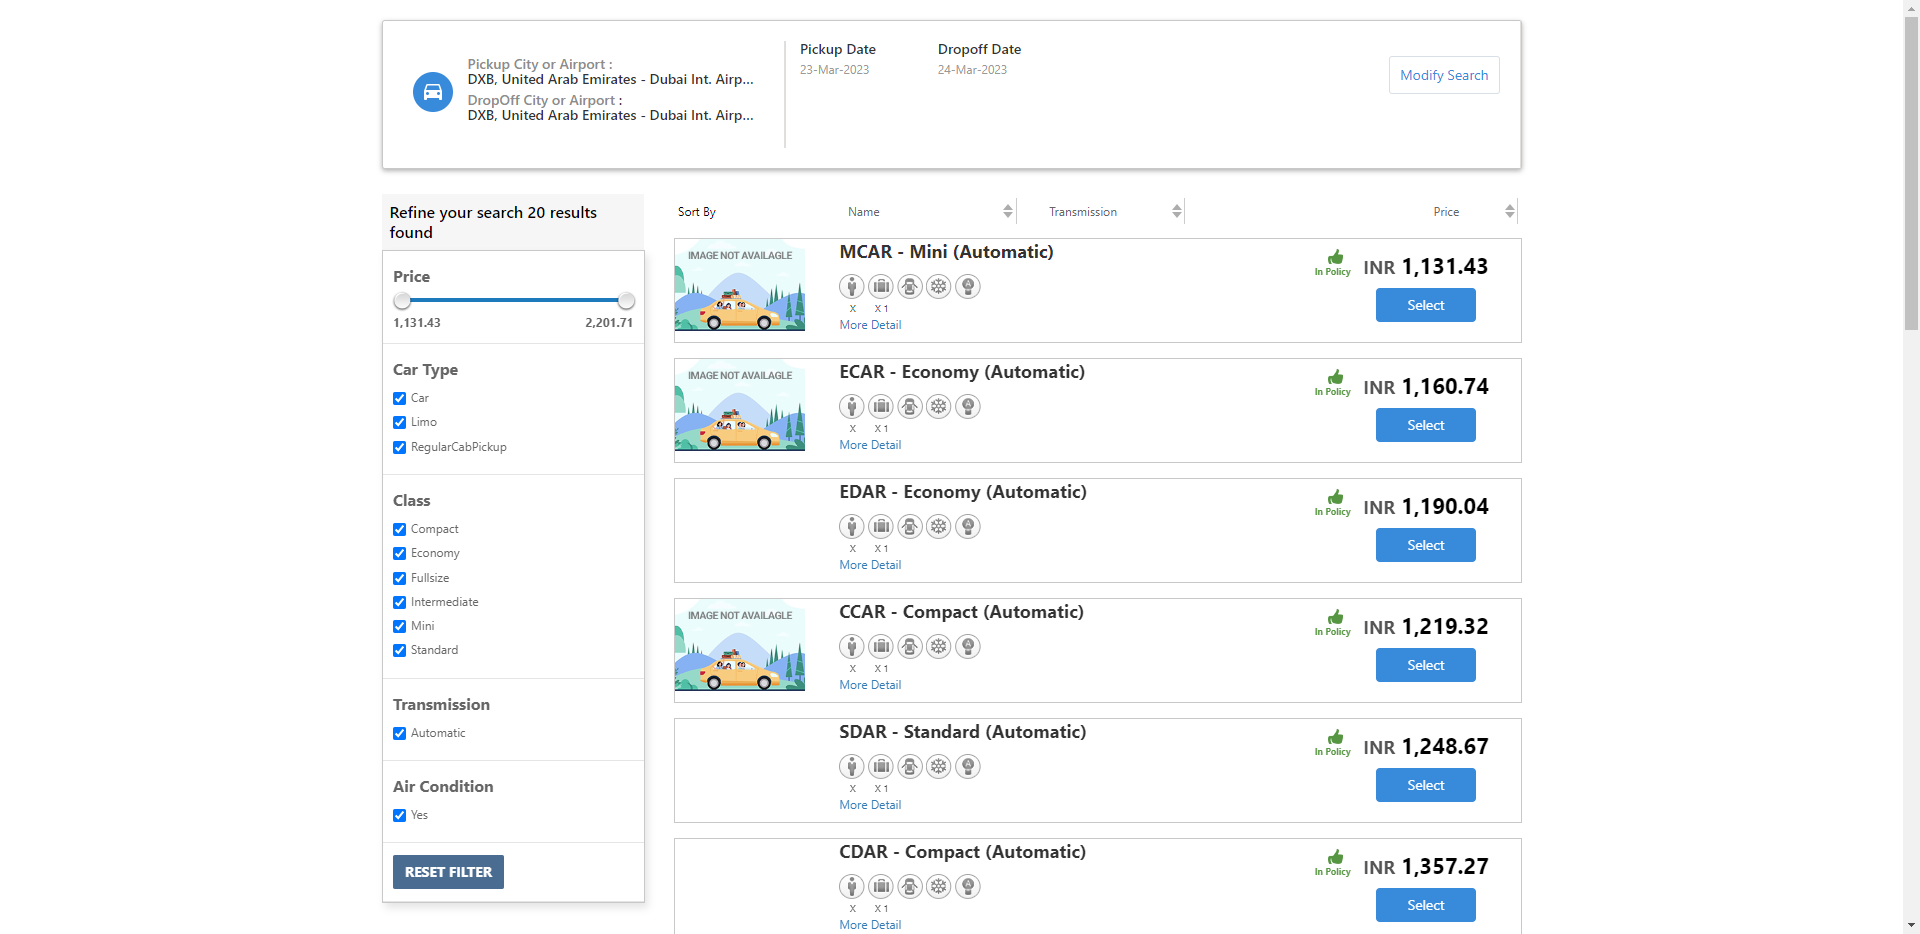 Pickup City or Airport :
DXB, United Arab Emirates - Dubai Int. Airp...
DropOff City or Airport :
DXB, United Arab Emirates - Dubai Int. Airp...
Pickup Date
23-Mar-2023
Dropoff Date
24-Mar-2023
Modify Search
Refine your search 20 results
found
Price
1,131.43 2,201.71
Car Type
Car
Limo
RegularCabPickup
Class
Compact
Economy
Fullsize
Intermediate
Mini
Standard
Transmission
Automatic
Air Condition
Yes
RESET FILTER
Sort By Name Transmission Price
IMAGE NOT AVAILAGLE
MCAR - Mini (Automatic)
X X 1
More Detail
In Policy
INR 1,131.43
Select
IMAGE NOT AVAILAGLE
ECAR - Economy (Automatic)
X X 1
More Detail
In Policy
INR 1,160.74
Select
EDAR - Economy (Automatic)
X X 1
More Detail
In Policy
INR 1,190.04
Select
IMAGE NOT AVAILAGLE
CCAR - Compact (Automatic)
X X 1
More Detail
In Policy
INR 1,219.32
Select
SDAR - Standard (Automatic)
X X 1
More Detail
In Policy
INR 1,248.67
Select
CDAR - Compact (Automatic)
X X 1
More Detail
In Policy
INR 1,357.27
Select